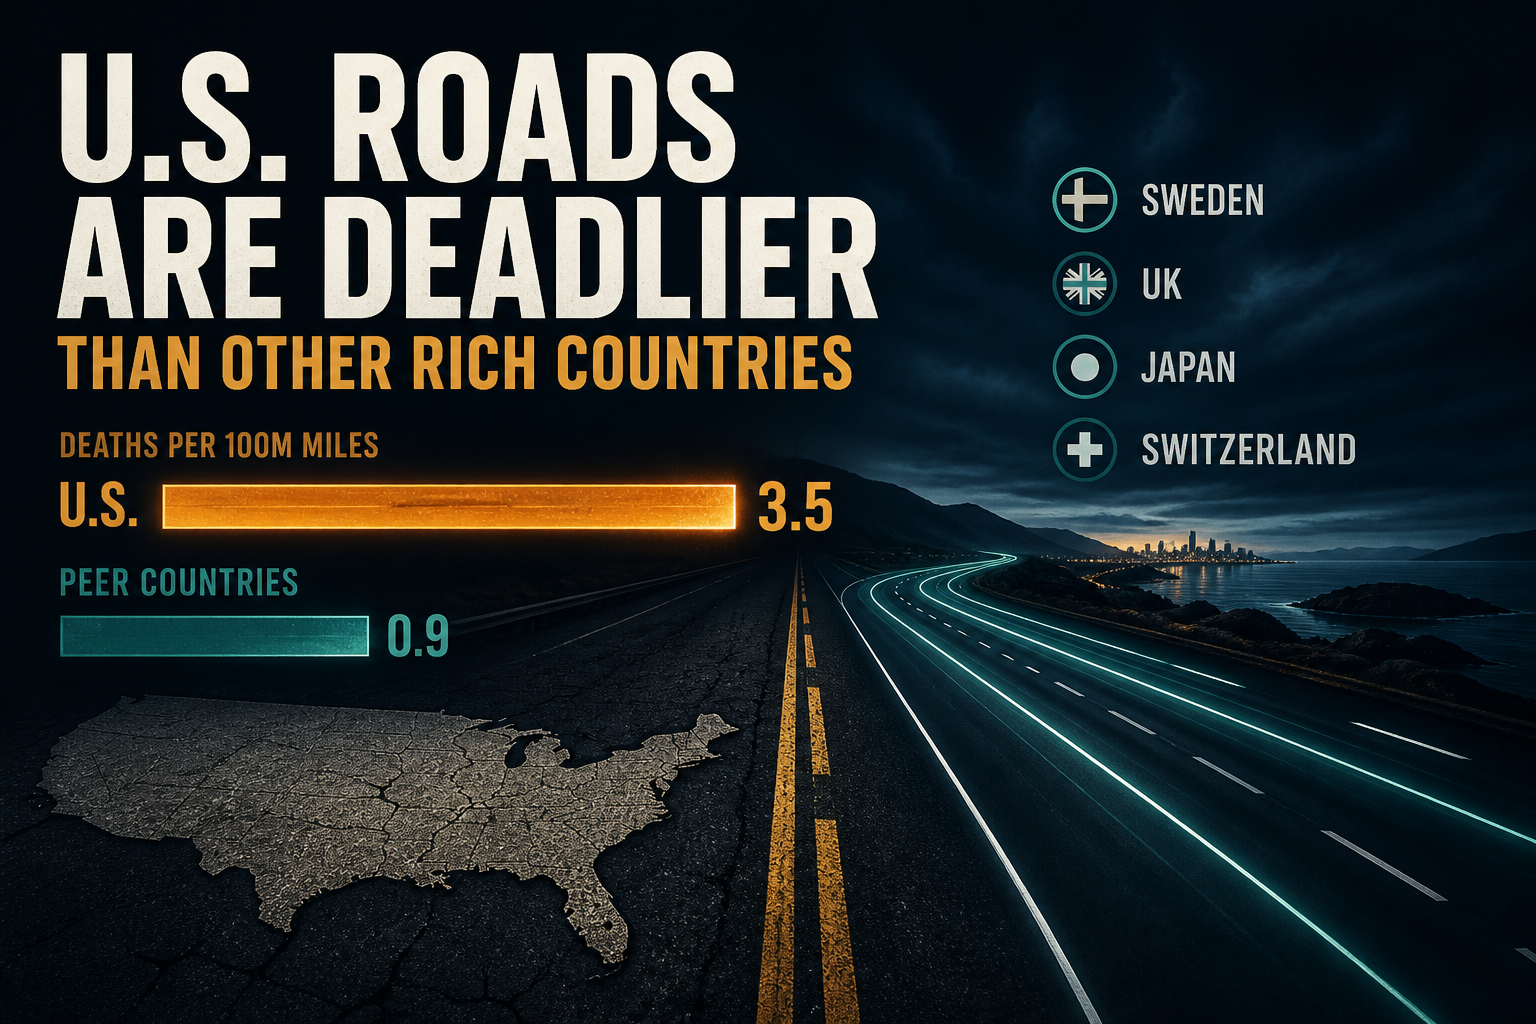 U.S. ROADS
ARE DEADLIER
THAN OTHER RICH COUNTRIES
DEATHS PER 100M MILES
U.S. 3.5
PEER COUNTRIES
0.9
SWEDEN
UK
JAPAN
SWITZERLAND